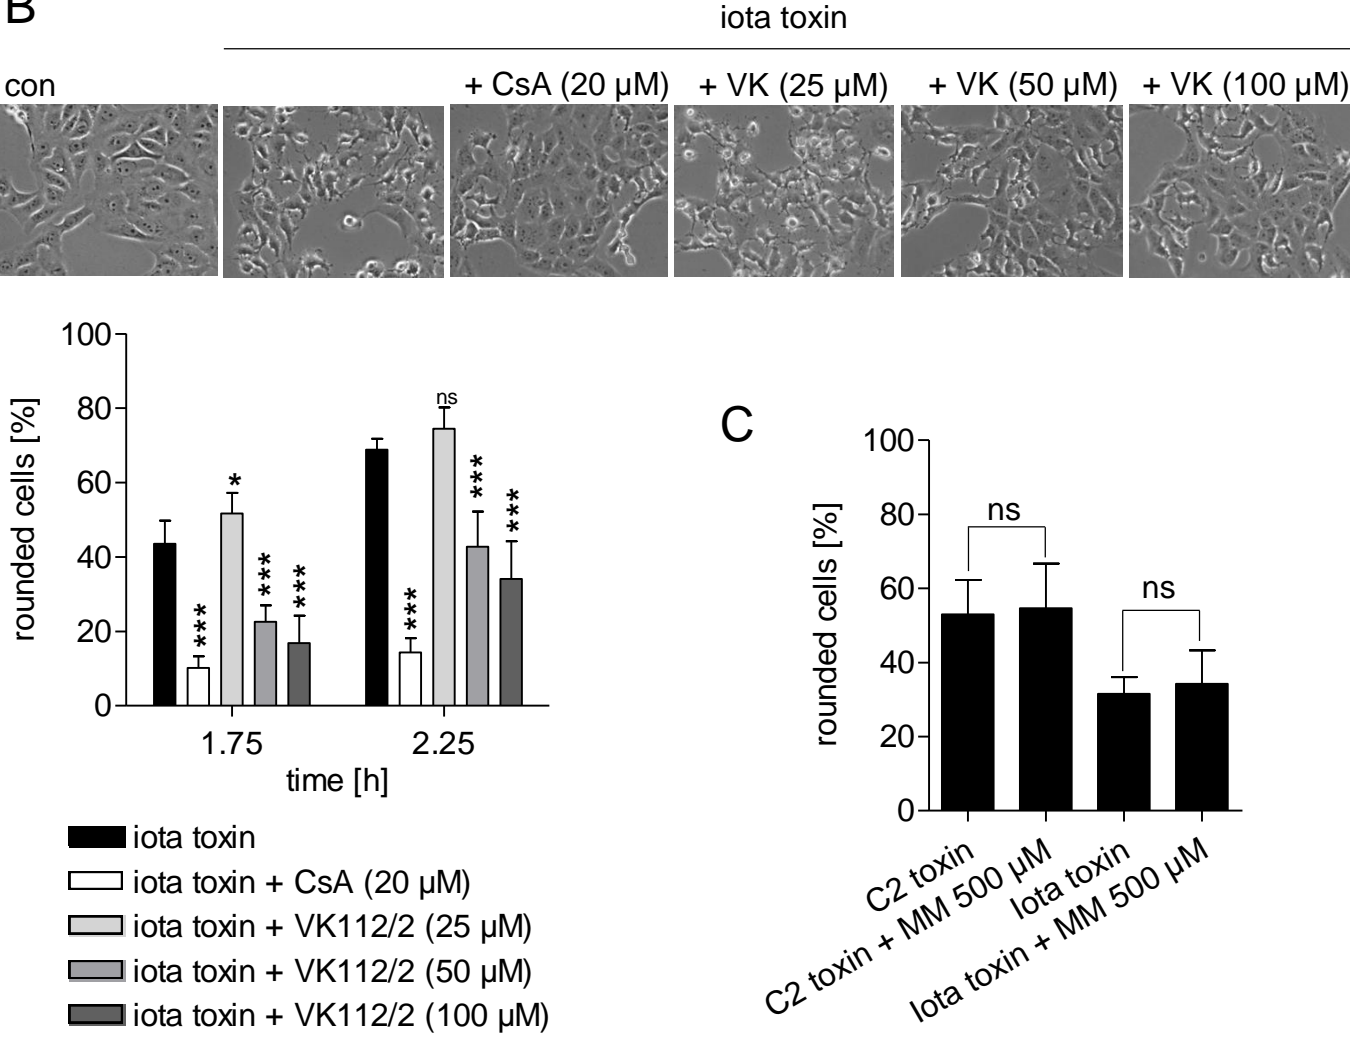 B
iota toxin
con
+ CsA (20 µM)
+ VK (25 µM)
+ VK (50 µM)
+ VK (100 µM)
100
80
60
40
20
0
rounded cells [%]
***
*
***
***
***
ns
***
***
1.75
2.25
time [h]
iota toxin
iota toxin + CsA (20 µM)
iota toxin + VK112/2 (25 µM)
iota toxin + VK112/2 (50 µM)
iota toxin + VK112/2 (100 µM)
C
100
80
60
40
20
0
rounded cells [%]
ns
ns
C2 toxin
C2 toxin + MM 500 µM
Iota toxin
Iota toxin + MM 500 µM